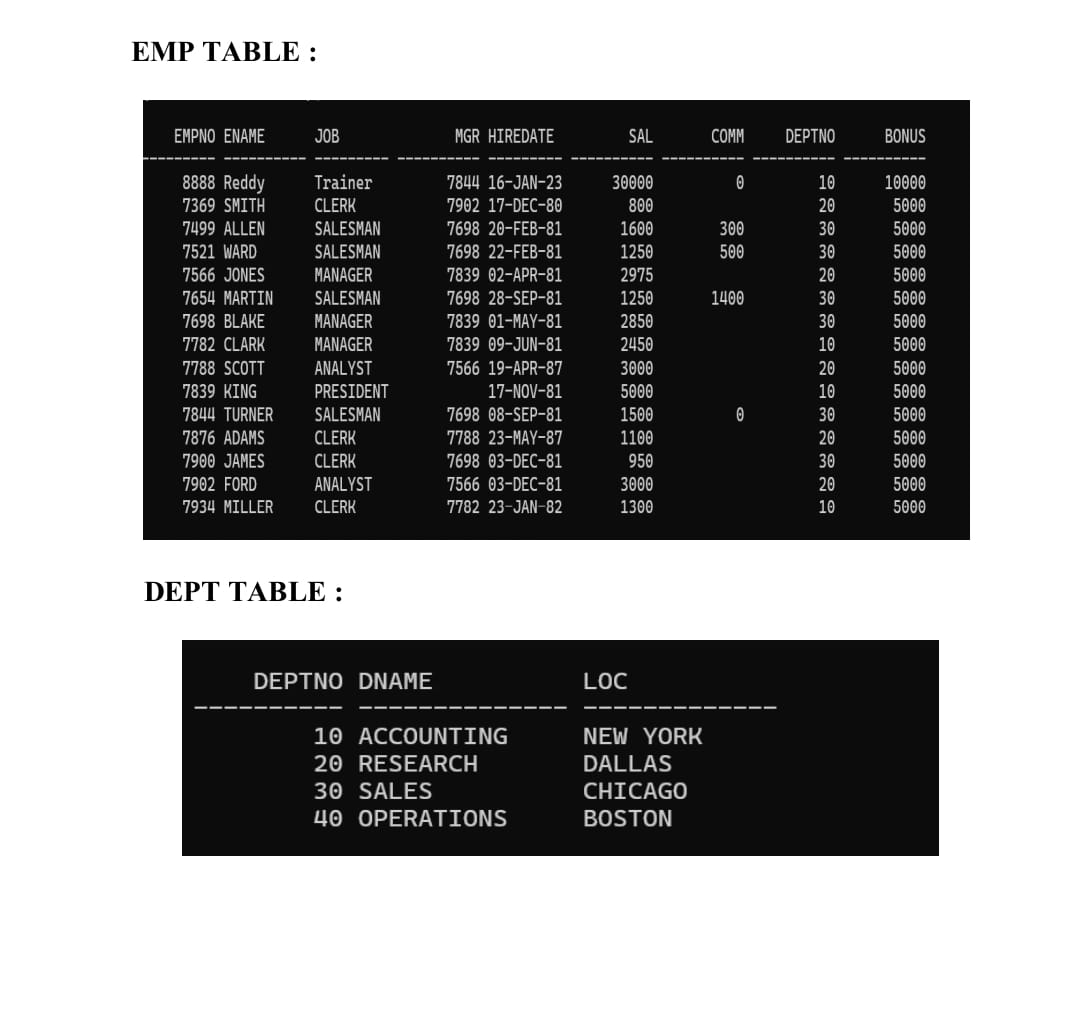 EMP TABLE :
EMPNO ENAME JOB MGR HIREDATE SAL COMM DEPTNO BONUS
8888 Reddy Trainer 7844 16-JAN-23 30000 0 10 10000
7369 SMITH CLERK 7902 17-DEC-80 800 20 5000
7499 ALLEN SALESMAN 7698 20-FEB-81 1600 300 30 5000
7521 WARD SALESMAN 7698 22-FEB-81 1250 500 30 5000
7566 JONES MANAGER 7839 02-APR-81 2975 20 5000
7654 MARTIN SALESMAN 7698 28-SEP-81 1250 1400 30 5000
7698 BLAKE MANAGER 7839 01-MAY-81 2850 30 5000
7782 CLARK MANAGER 7839 09-JUN-81 2450 10 5000
7788 SCOTT ANALYST 7566 19-APR-87 3000 20 5000
7839 KING PRESIDENT 17-NOV-81 5000 10 5000
7844 TURNER SALESMAN 7698 08-SEP-81 1500 0 30 5000
7876 ADAMS CLERK 7788 23-MAY-87 1100 20 5000
7900 JAMES CLERK 7698 03-DEC-81 950 30 5000
7902 FORD ANALYST 7566 03-DEC-81 3000 20 5000
7934 MILLER CLERK 7782 23-JAN-82 1300 10 5000
DEPT TABLE :
DEPTNO DNAME LOC
10 ACCOUNTING NEW YORK
20 RESEARCH DALLAS
30 SALES CHICAGO
40 OPERATIONS BOSTON